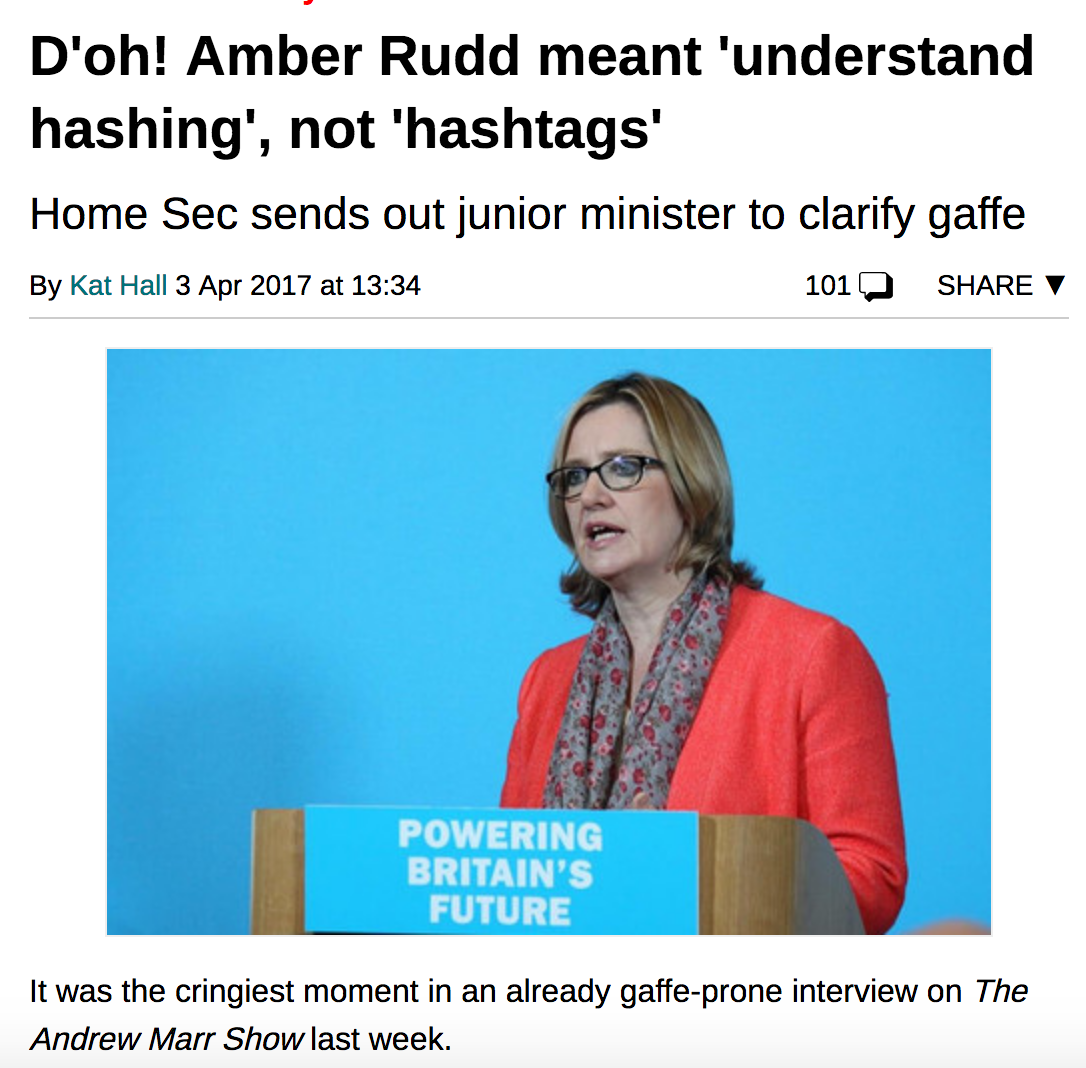 D'oh! Amber Rudd meant 'understand
hashing', not 'hashtags'
Home Sec sends out junior minister to clarify gaffe
By Kat Hall 3 Apr 2017 at 13:34 101 SHARE ▼
POWERING
BRITAIN'S
FUTURE
It was the cringiest moment in an already gaffe-prone interview on The
Andrew Marr Show last week.